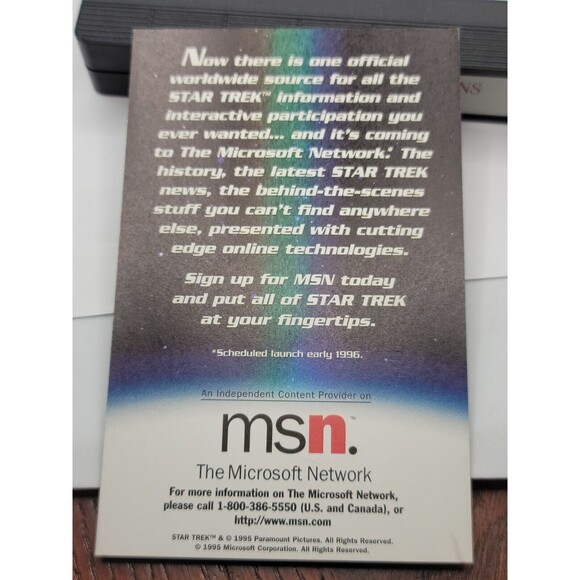 Now there is one official
worldwide source for all the
STAR TREK™ information and
interactive participation you
ever wanted... and it's coming
to The Microsoft Network.* The
history, the latest STAR TREK
news, the behind-the-scenes
stuff you can't find anywhere
else, presented with cutting
edge online technologies.
Sign up for MSN today
and put all of STAR TREK
at your fingertips.
*Scheduled launch early 1996.
An Independent Content Provider on
msn.™
The Microsoft Network
For more information on The Microsoft Network,
please call 1-800-386-5550 (U.S. and Canada), or
http://www.msn.com
STAR TREK™ & © 1995 Paramount Pictures. All Rights Reserved.
© 1995 Microsoft Corporation. All Rights Reserved.